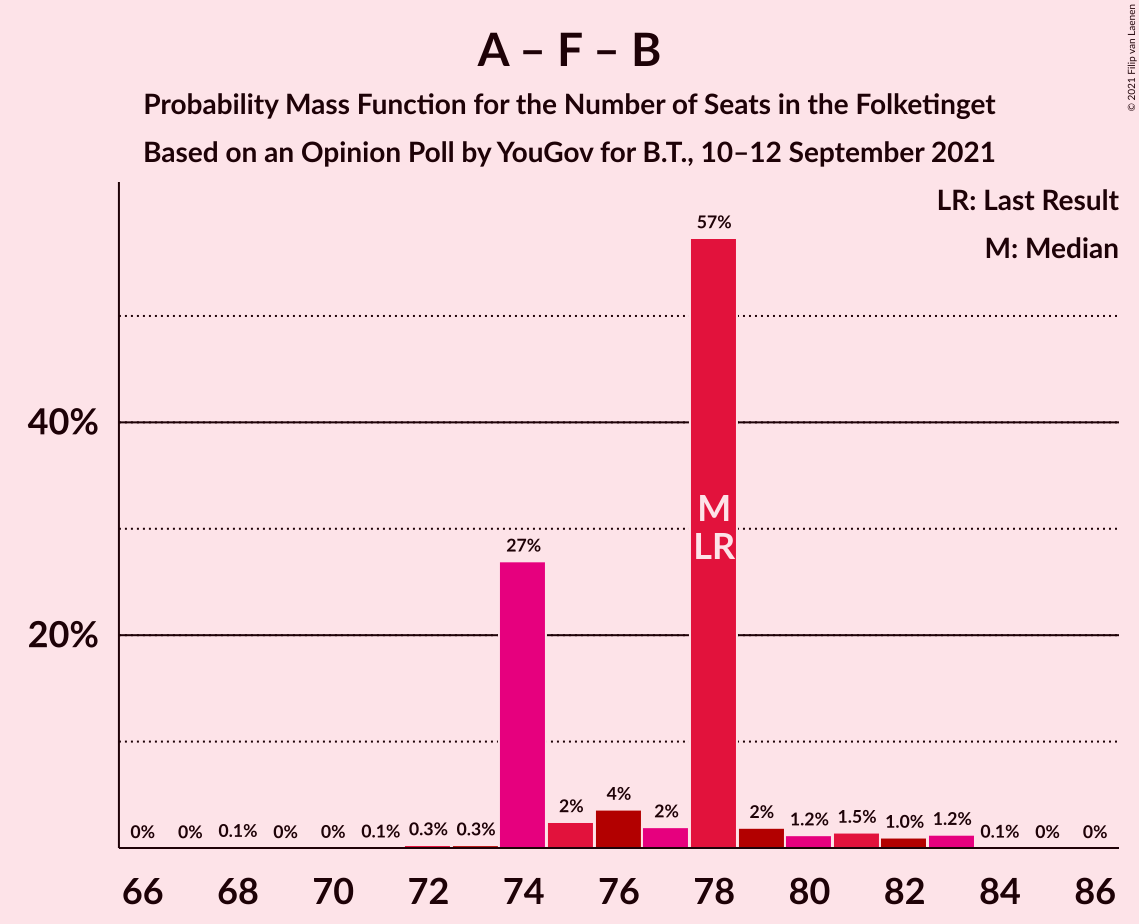 A – F – B
Probability Mass Function for the Number of Seats in the Folketinget
Based on an Opinion Poll by YouGov for B.T., 10–12 September 2021
© 2021 Filip van Laenen
LR: Last Result
M: Median
40%
20%
0% 0% 0.1% 0% 0% 0.1% 0.3% 0.3% 27% 2% 4% 2% 57% 2% 1.2% 1.5% 1.0% 1.2% 0.1% 0% 0%
M
LR
66 68 70 72 74 76 78 80 82 84 86